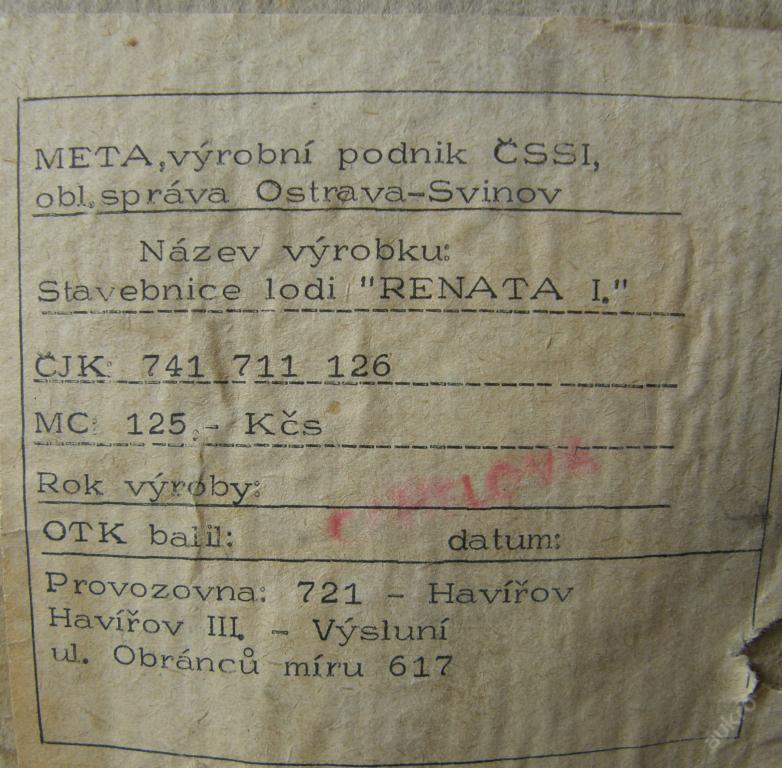 META, výrobní podnik ČSSI,
obl. správa Ostrava-Svinov
Název výrobku:
Stavebnice lodi "RENATA I."
ČJK: 741 711 126
MC: 125,- Kčs
Rok výroby:
OTK balil: datum:
Provozovna: 721 - Havířov
Havířov III. - Výsluní
ul. Obránců míru 617